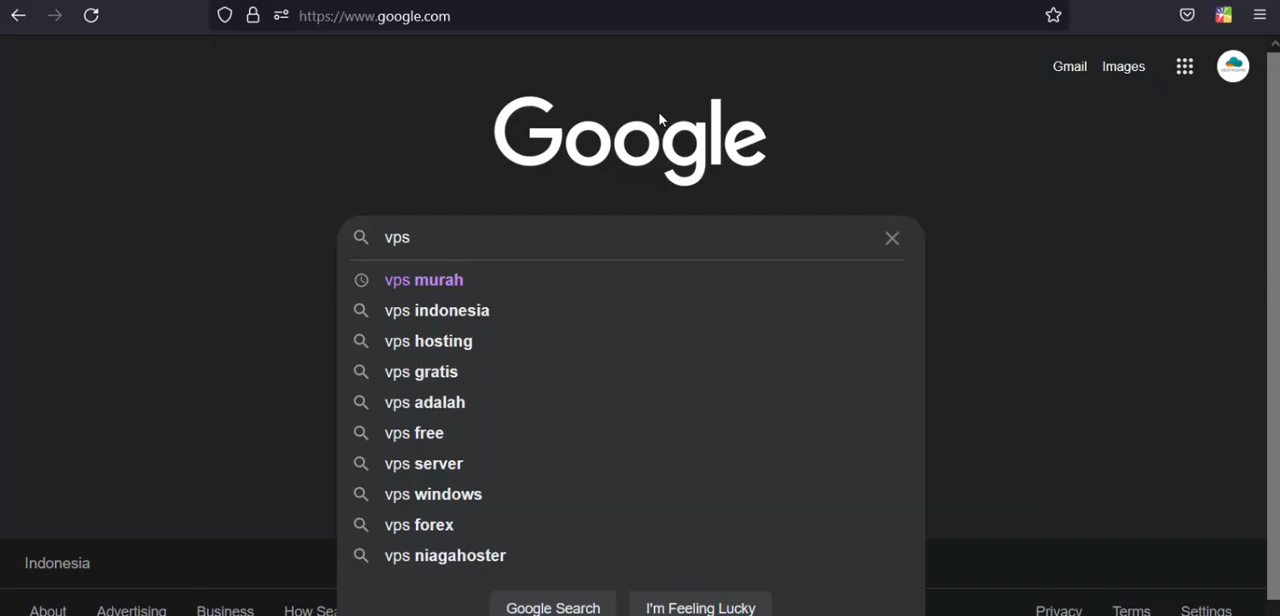 https://www.google.com
Gmail Images
Google
vps
vps murah
vps indonesia
vps hosting
vps gratis
vps adalah
vps free
vps server
vps windows
vps forex
vps niagahoster
Indonesia
Google Search I'm Feeling Lucky
About Advertising Business How Sea Privacy Terms Settings